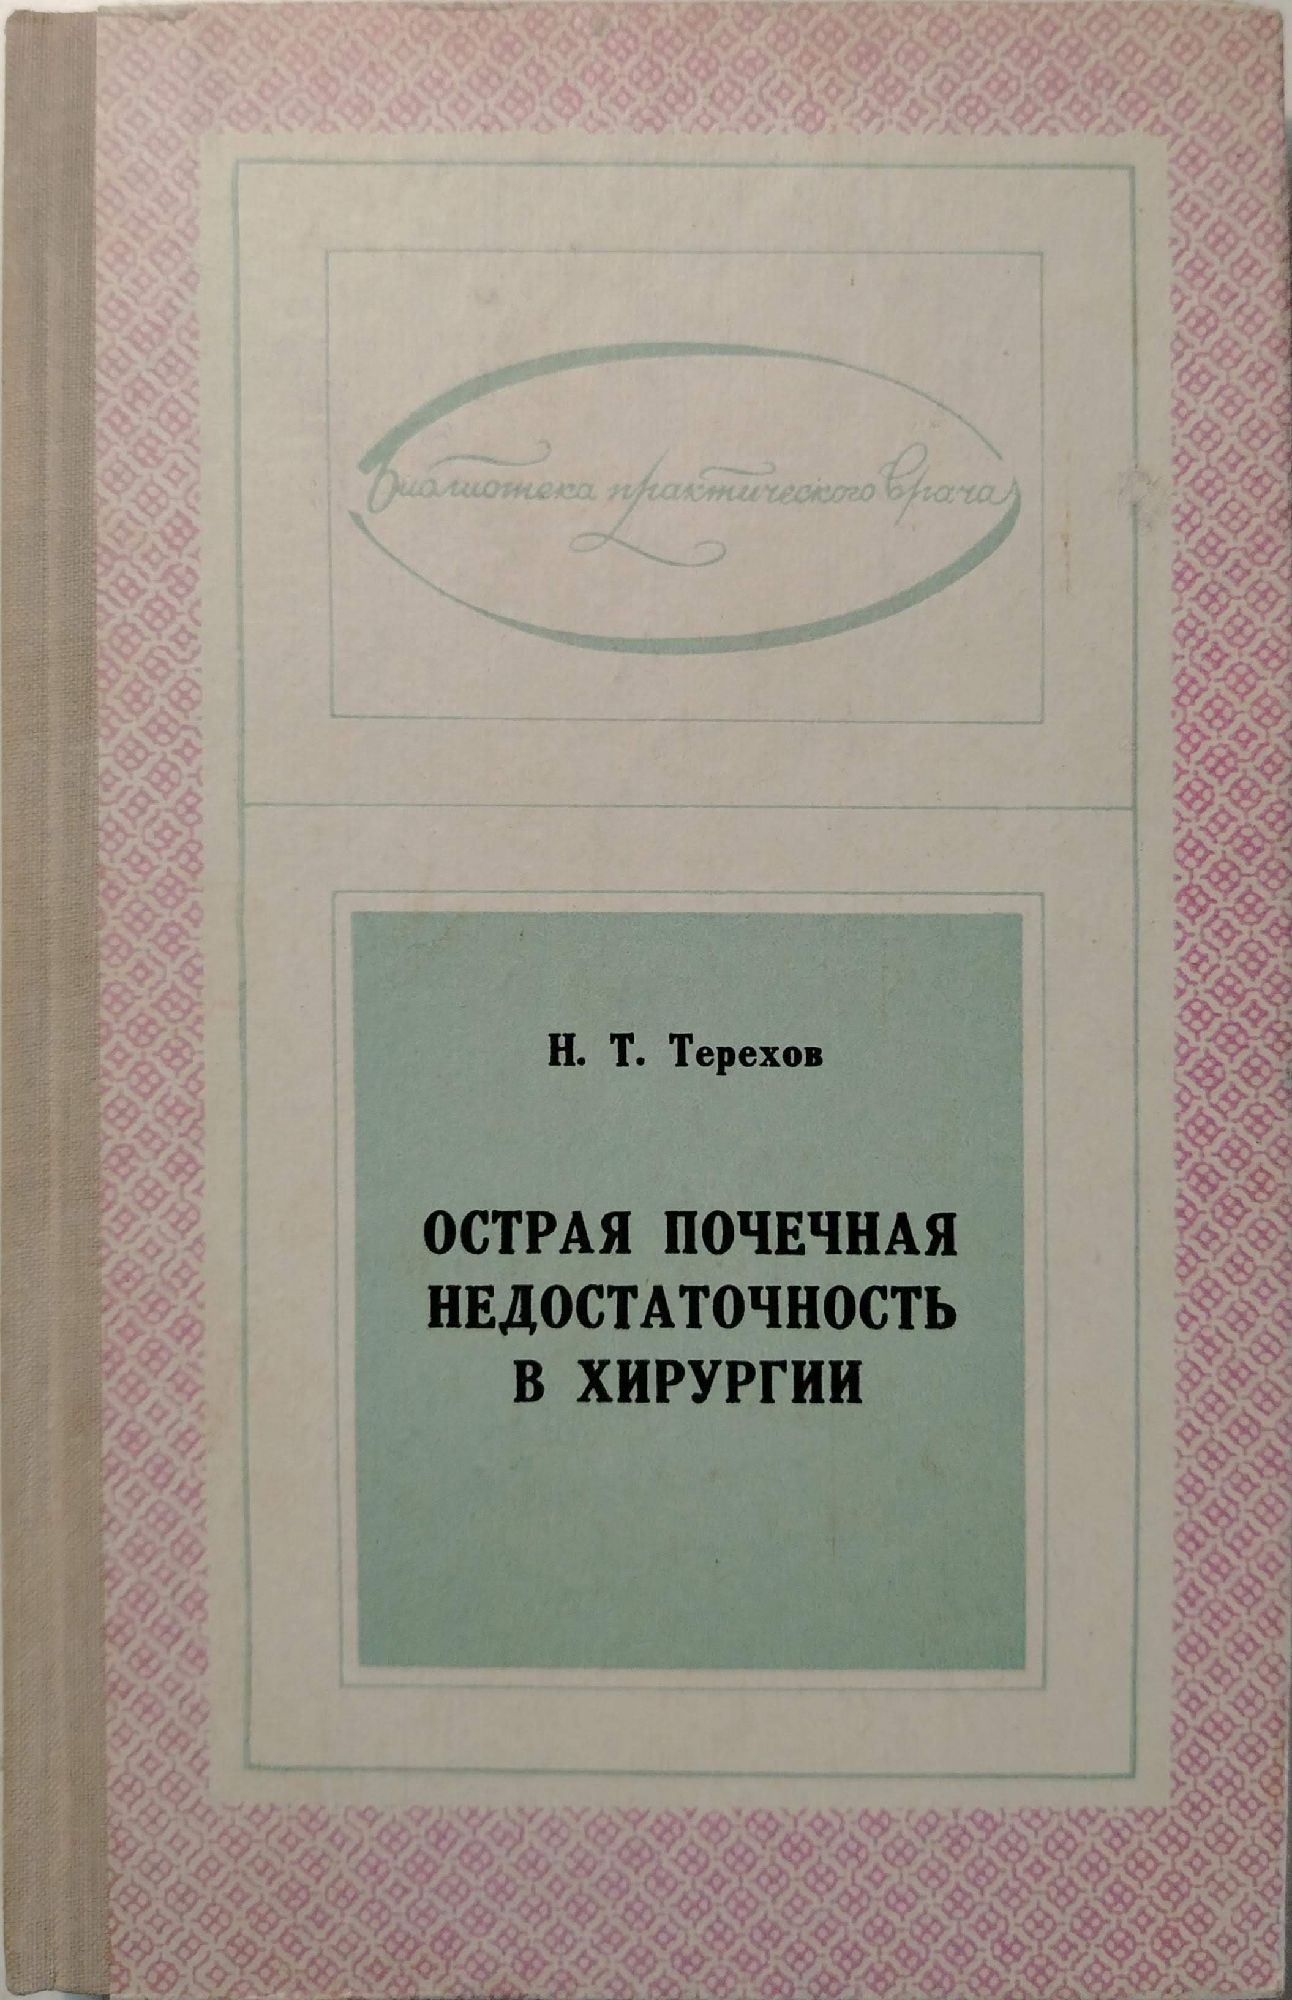 Библиотека практического врача
Н. Т. Терехов
ОСТРАЯ ПОЧЕЧНАЯ
НЕДОСТАТОЧНОСТЬ
В ХИРУРГИИ